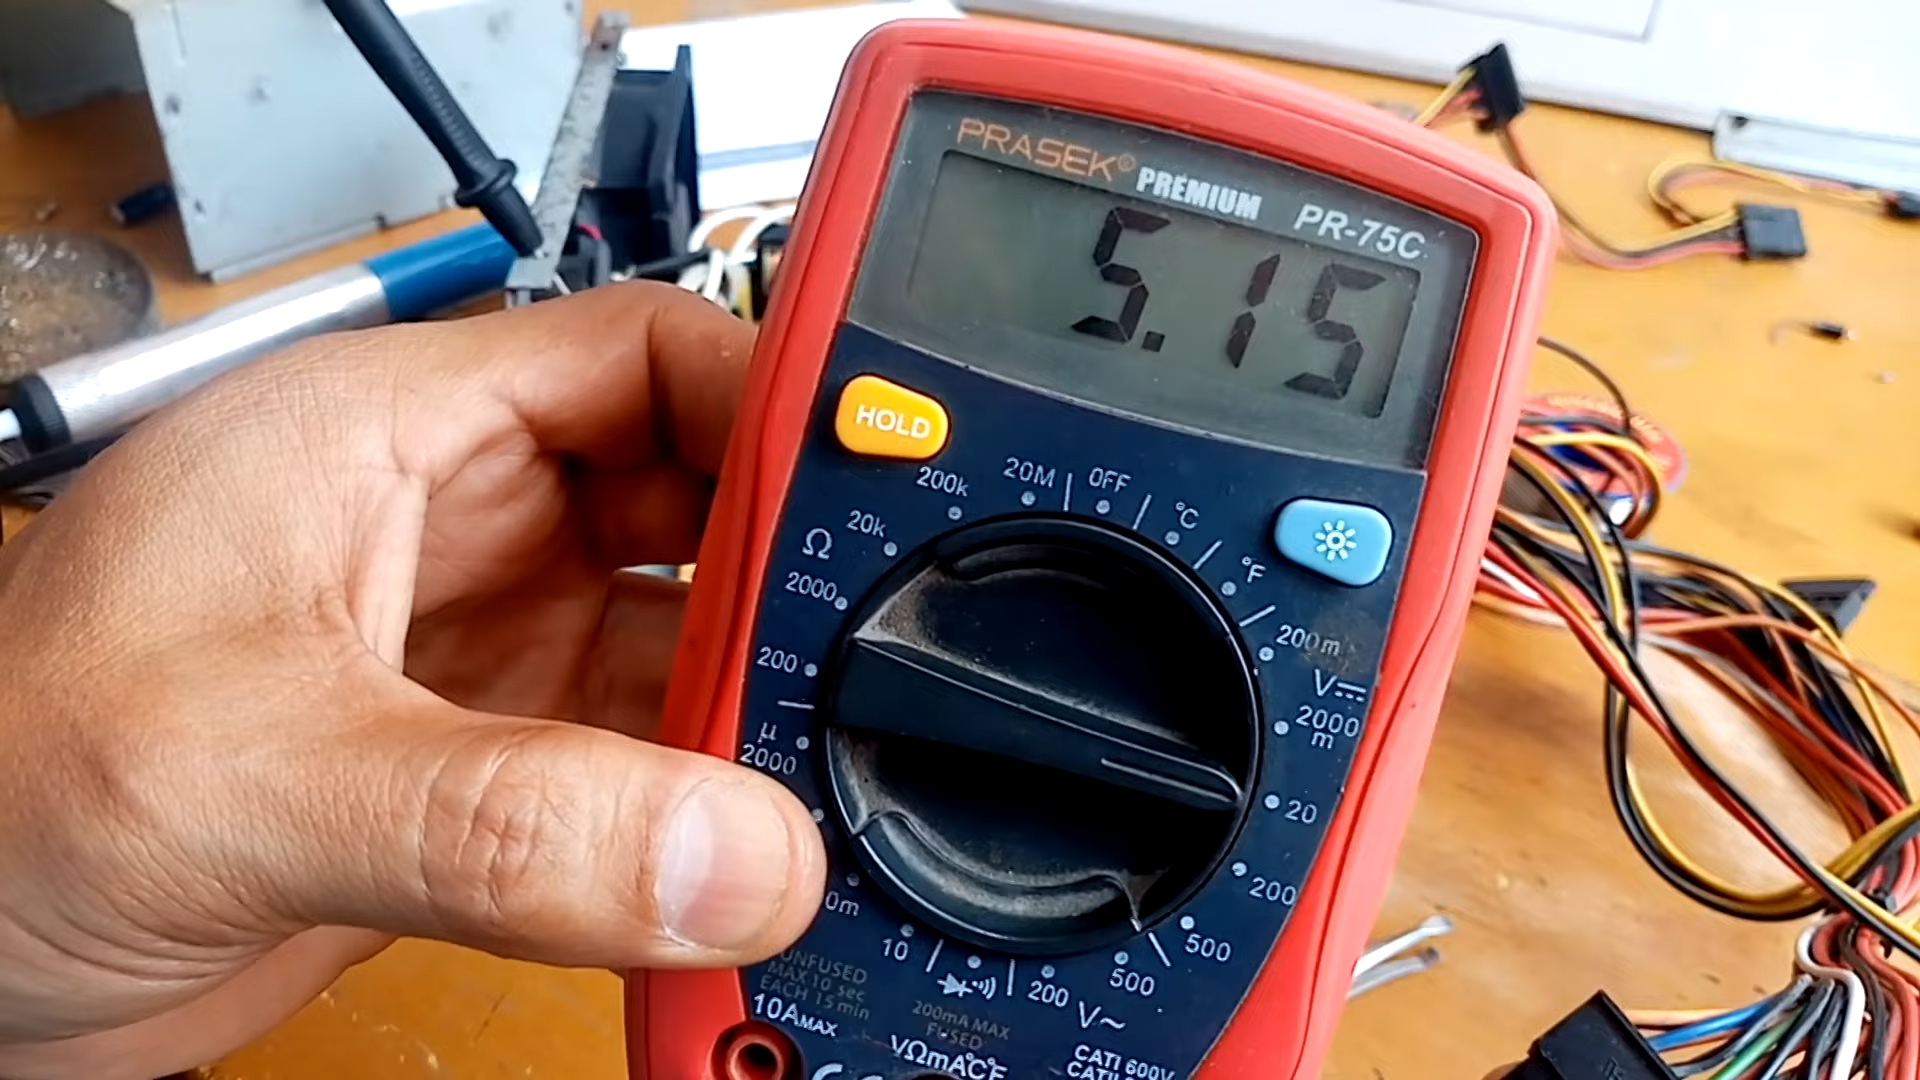 PRASEK® PREMIUM PR-75C
5.15
HOLD
200k
20M
OFF
°C
°F
20k
Ω
2000
200
μ
2000
0m
10
200m
V⎓
2000
m
20
200
500
500
200
V~
UNFUSED
MAX 10 sec
EACH 15 min
10AMAX
200mA MAX
FUSED
VΩmA°C°F
CATI 600V